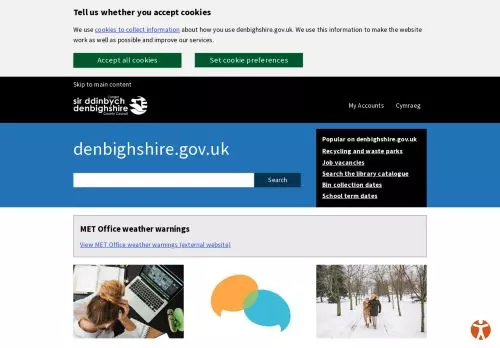 Tell us whether you accept cookies
We use cookies to collect information about how you use denbighshire.gov.uk. We use this information to make the website
work as well as possible and improve our services.
Accept all cookies
Set cookie preferences
Skip to main content
sir ddinbych
denbighshire
County Council
My Accounts
Cymraeg
denbighshire.gov.uk
Search
Popular on denbighshire.gov.uk
Recycling and waste parks
Job vacancies
Search the library catalogue
Bin collection dates
School term dates
MET Office weather warnings
View MET Office weather warnings (external website)